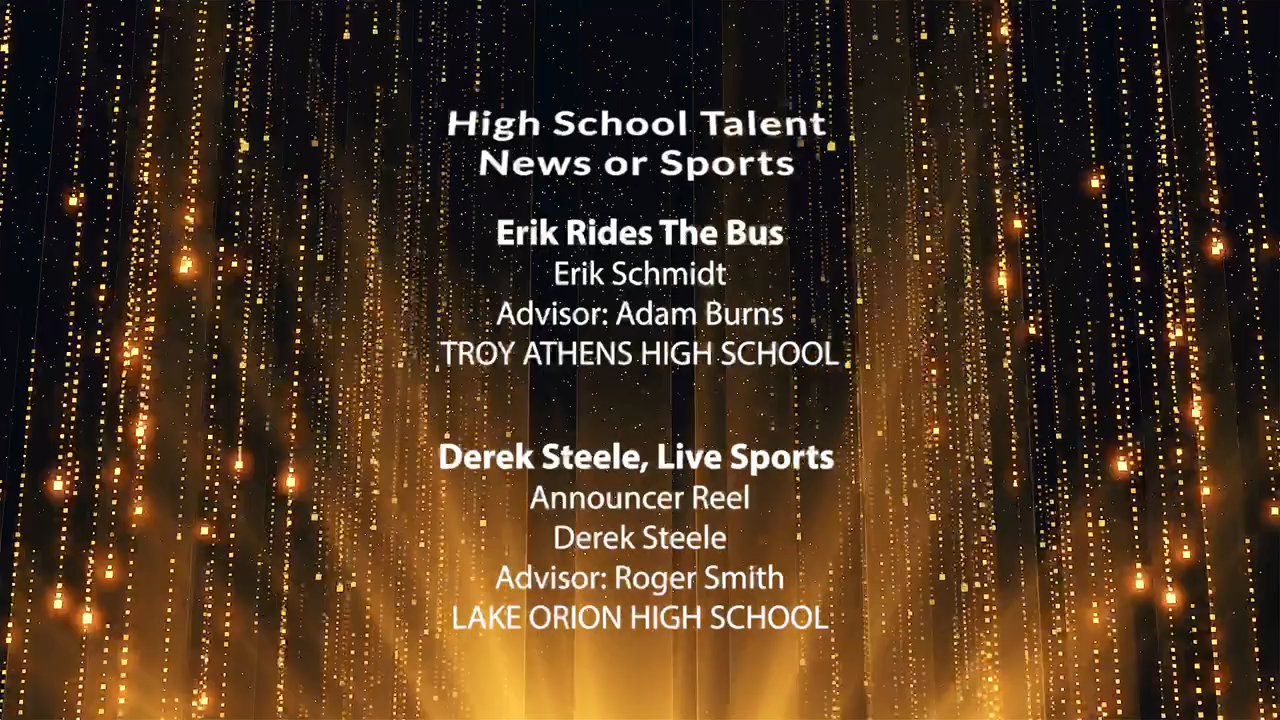 High School Talent
News or Sports
Erik Rides The Bus
Erik Schmidt
Advisor: Adam Burns
TROY ATHENS HIGH SCHOOL
Derek Steele, Live Sports
Announcer Reel
Derek Steele
Advisor: Roger Smith
LAKE ORION HIGH SCHOOL